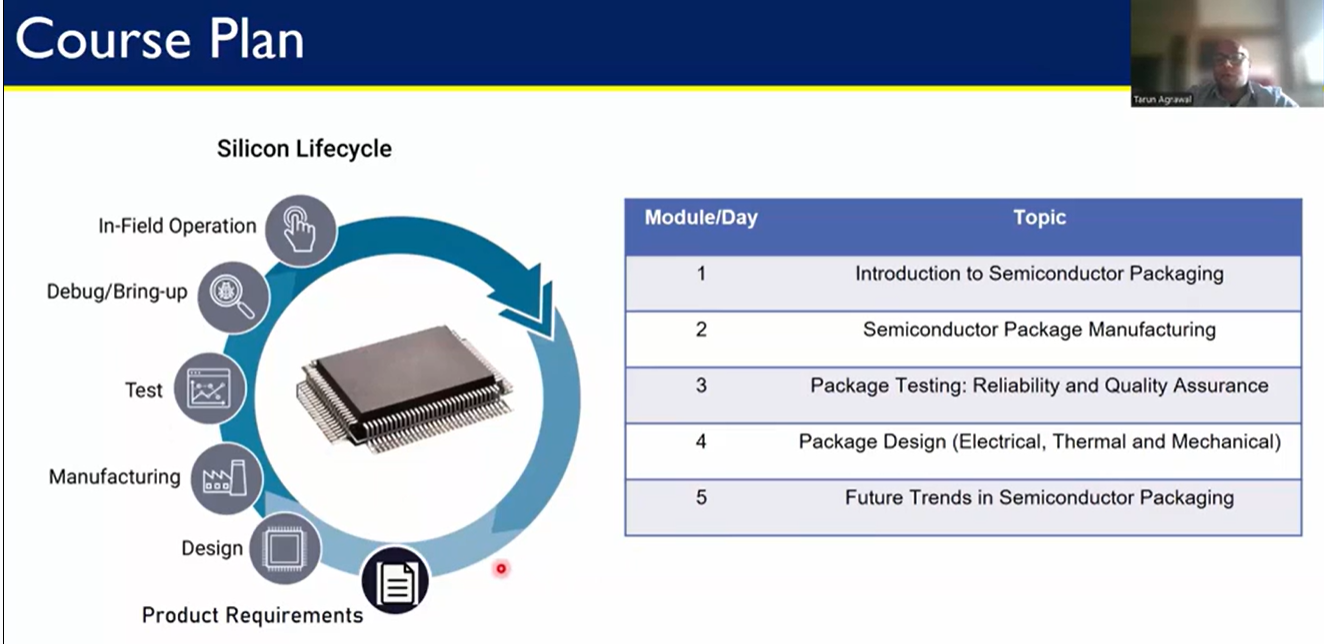 Course Plan
Tarun Agrawal
Silicon Lifecycle
In-Field Operation
Debug/Bring-up
Test
Manufacturing
Design
Product Requirements
Module/Day Topic
1 Introduction to Semiconductor Packaging
2 Semiconductor Package Manufacturing
3 Package Testing: Reliability and Quality Assurance
4 Package Design (Electrical, Thermal and Mechanical)
5 Future Trends in Semiconductor Packaging